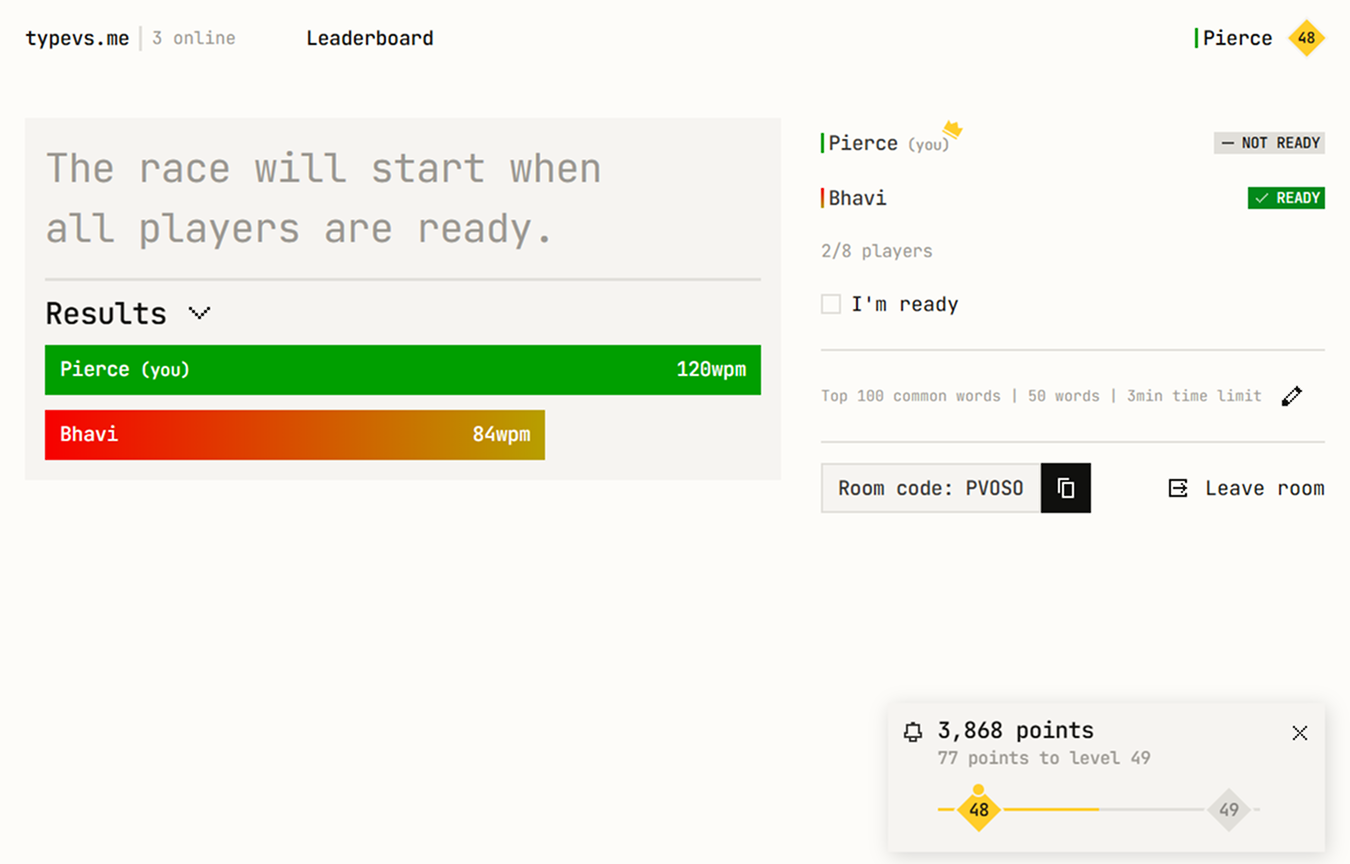 typevs.me 3 online Leaderboard Pierce 48
The race will start when
all players are ready.
Results
Pierce (you) 120wpm
Bhavi 84wpm
Pierce (you) — NOT READY
Bhavi ✓ READY
2/8 players
I'm ready
Top 100 common words | 50 words | 3min time limit
Room code: PVOSO Leave room
3,868 points
77 points to level 49
48 49